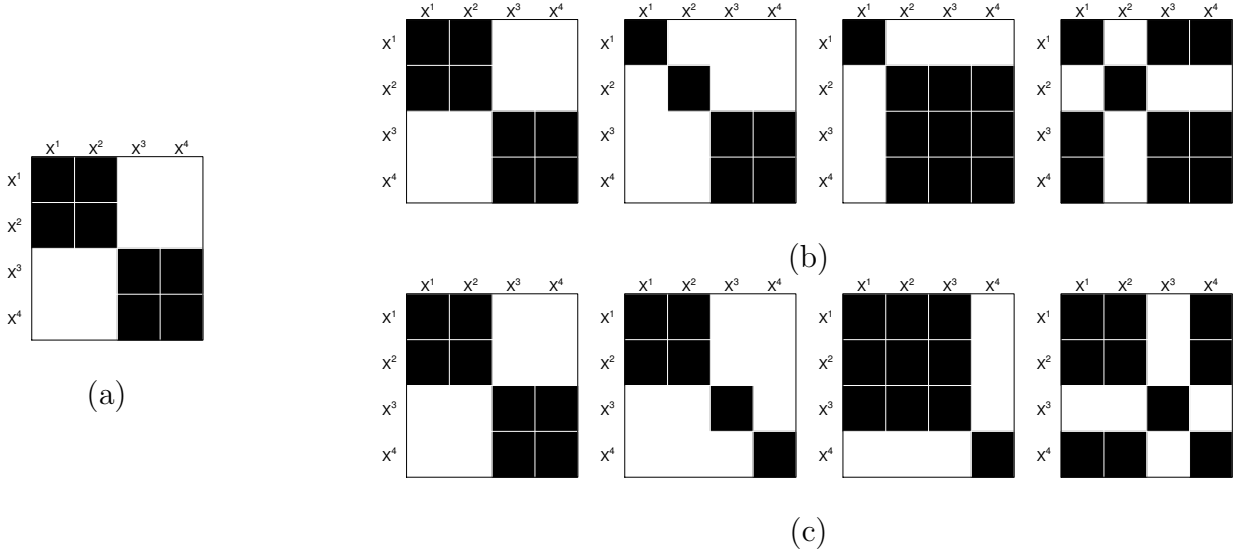 X¹ X² X³ X⁴
X¹
X²
X³
X⁴
(a)
X¹ X² X³ X⁴
X¹
X²
X³
X⁴
X¹ X² X³ X⁴
X¹
X²
X³
X⁴
X¹ X² X³ X⁴
X¹
X²
X³
X⁴
X¹ X² X³ X⁴
X¹
X²
X³
X⁴
(b)
X¹ X² X³ X⁴
X¹
X²
X³
X⁴
X¹ X² X³ X⁴
X¹
X²
X³
X⁴
X¹ X² X³ X⁴
X¹
X²
X³
X⁴
X¹ X² X³ X⁴
X¹
X²
X³
X⁴
(c)